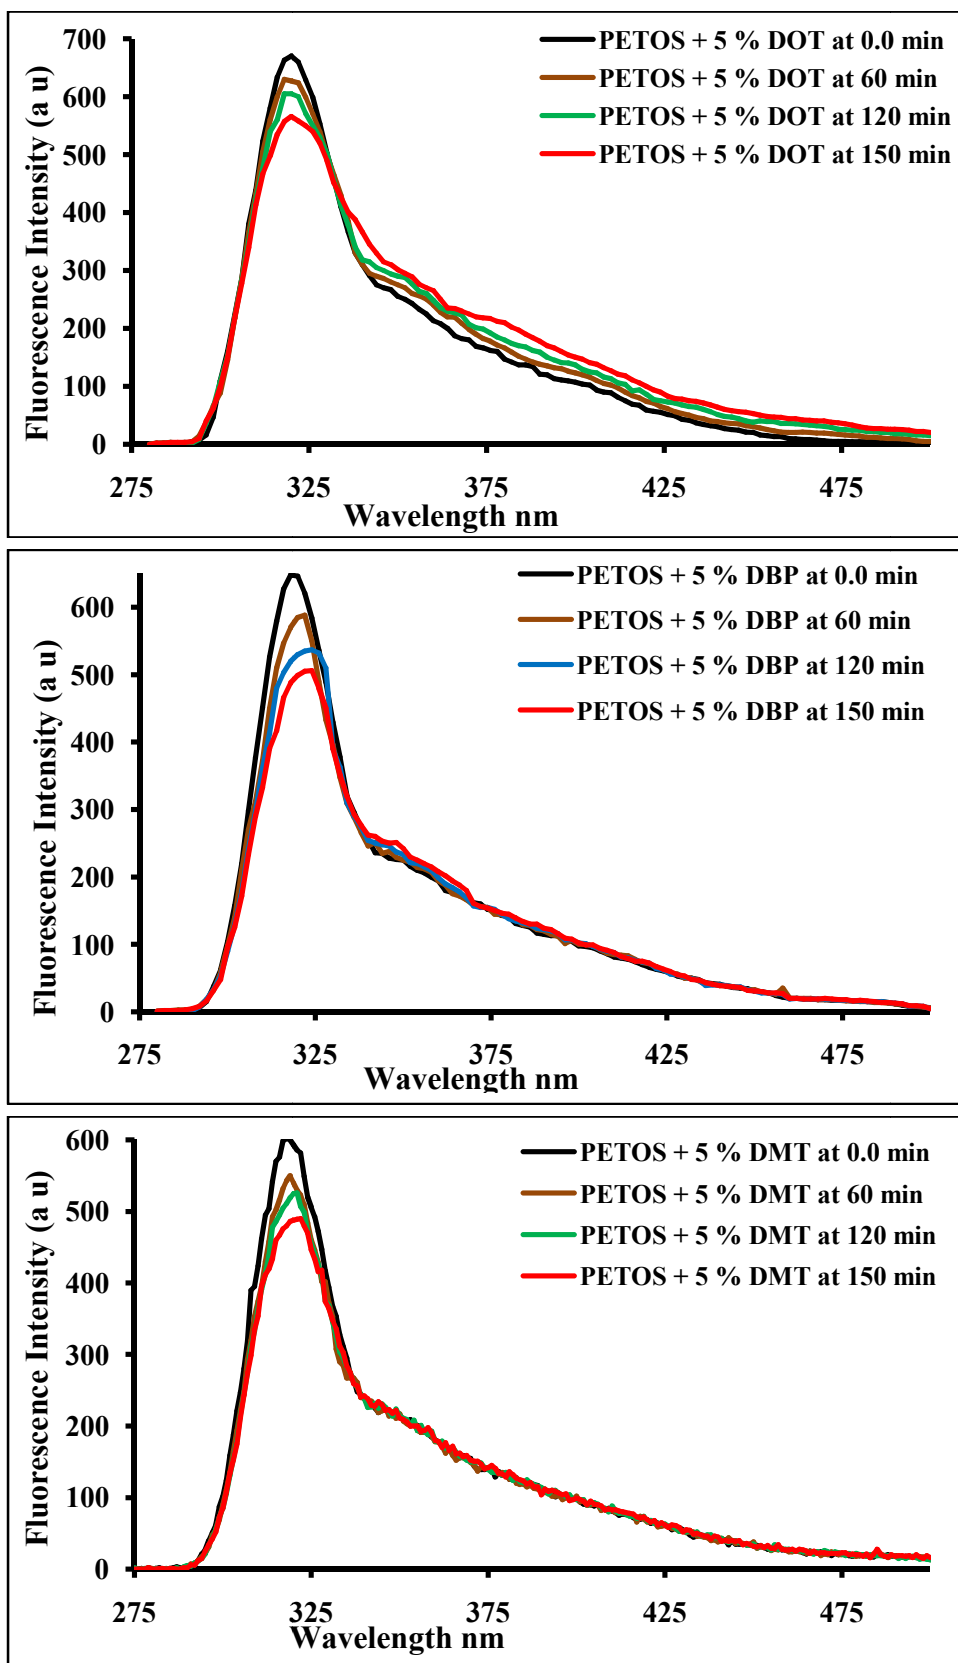 Fluorescence Intensity (a u)
700
600
500
400
300
200
100
0
PETOS + 5 % DOT at 0.0 min
PETOS + 5 % DOT at 60 min
PETOS + 5 % DOT at 120 min
PETOS + 5 % DOT at 150 min
275 325 375 425 475
Wavelength nm
Fluorescence Intensity (a u)
600
500
400
300
200
100
0
PETOS + 5 % DBP at 0.0 min
PETOS + 5 % DBP at 60 min
PETOS + 5 % DBP at 120 min
PETOS + 5 % DBP at 150 min
275 325 375 425 475
Wavelength nm
Fluorescence Intensity (a u)
600
500
400
300
200
100
0
PETOS + 5 % DMT at 0.0 min
PETOS + 5 % DMT at 60 min
PETOS + 5 % DMT at 120 min
PETOS + 5 % DMT at 150 min
275 325 375 425 475
Wavelength nm